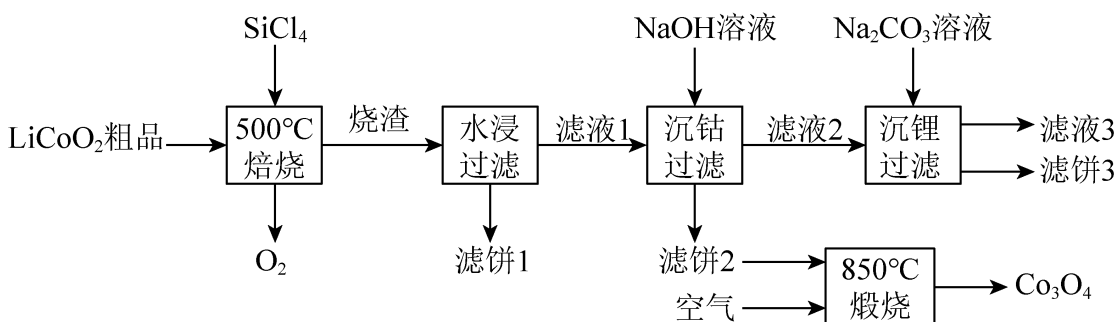 SiCl₄
NaOH溶液
Na₂CO₃溶液
LiCoO₂粗品
500℃
焙烧
烧渣
水浸
过滤
滤液1
沉钴
过滤
滤液2
沉锂
过滤
滤液3
滤饼3
O₂
滤饼1
滤饼2
空气
850℃
煅烧
Co₃O₄